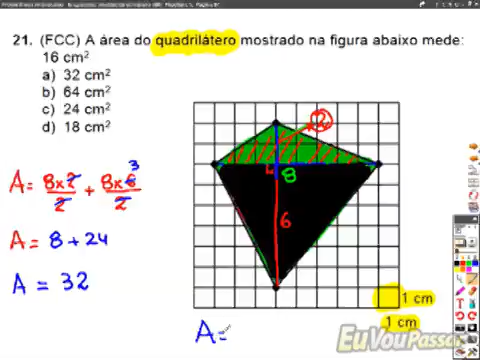 21. (FCC) A área do quadrilátero mostrado na figura abaixo mede:
16 cm²
a) 32 cm²
b) 64 cm²
c) 24 cm²
d) 18 cm²
2
8
6
A = 8x2/2 + 8x6/2 3
A = 8 + 24
A = 32
A =
1 cm
1 cm
EuVouPassar